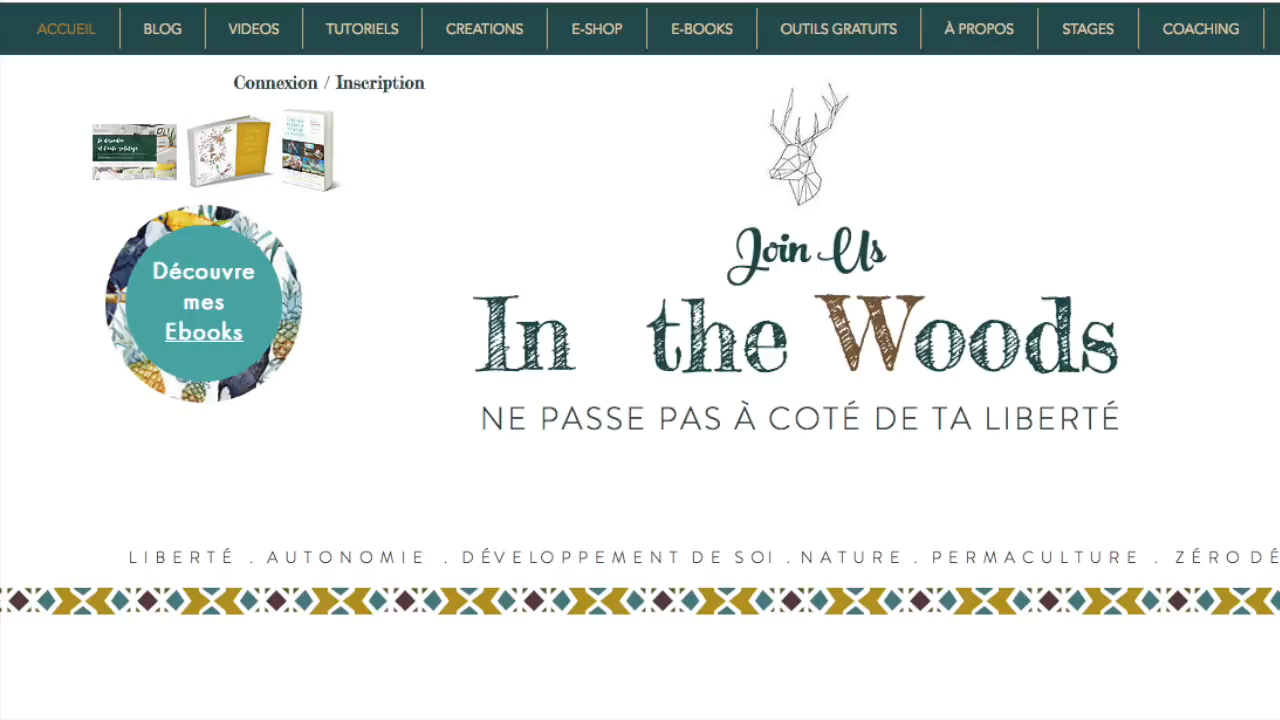 ACCUEIL BLOG VIDEOS TUTORIELS CREATIONS E-SHOP E-BOOKS OUTILS GRATUITS À PROPOS STAGES COACHING
Connexion / Inscription
Découvre
mes
Ebooks
Join Us
In the Woods
NE PASSE PAS À COTÉ DE TA LIBERTÉ
LIBERTÉ . AUTONOMIE . DÉVELOPPEMENT DE SOI . NATURE . PERMACULTURE . ZÉRO DÉ